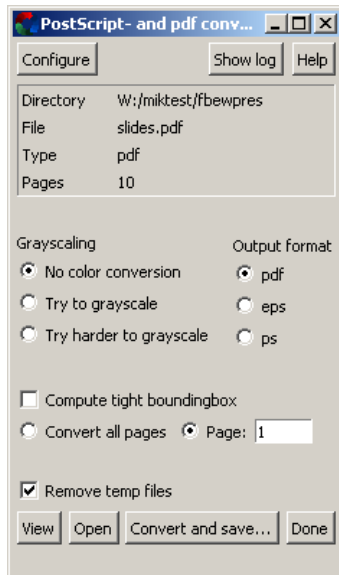 PostScript- and pdf conv...
Configure Show log Help
Directory W:/miktest/fbewpres
File slides.pdf
Type pdf
Pages 10
Grayscaling Output format
No color conversion pdf
Try to grayscale eps
Try harder to grayscale ps
Compute tight boundingbox
Convert all pages Page: 1
Remove temp files
View Open Convert and save... Done